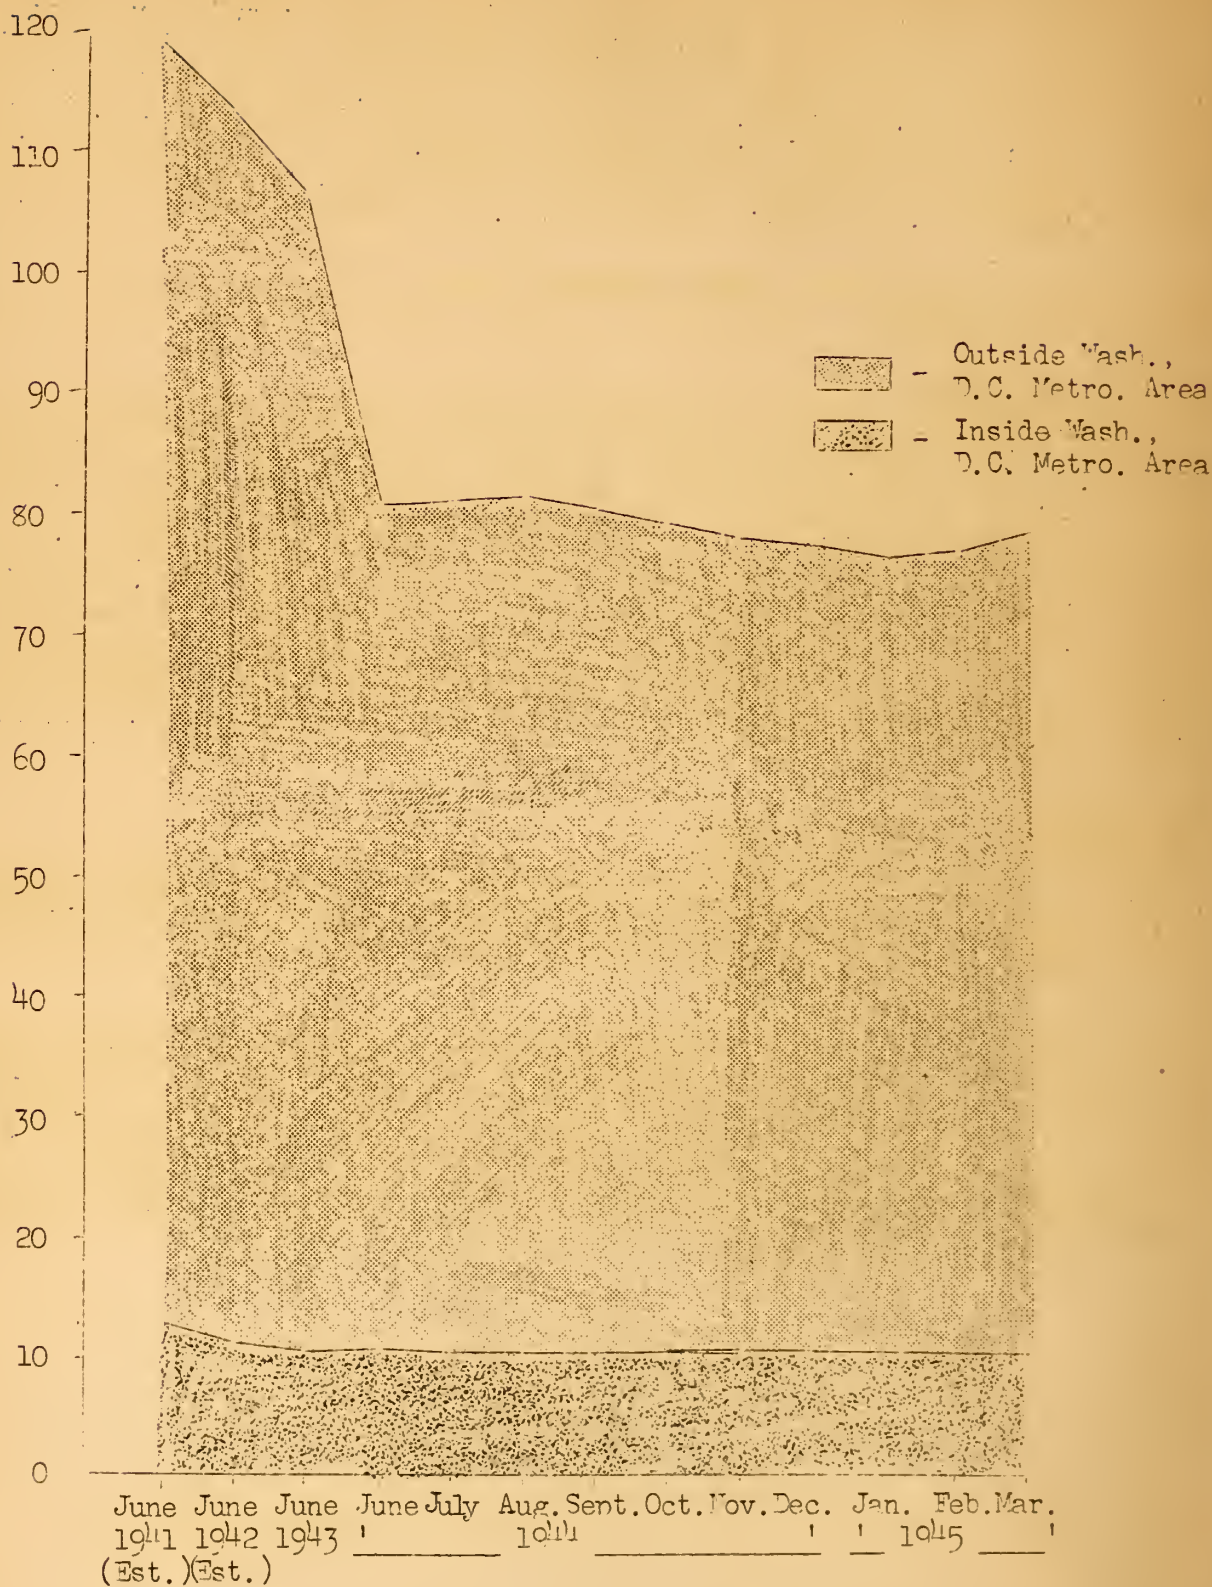 120
110
100
90
80
70
60
50
40
30
20
10
0
- Outside Wash.,
D.C. Metro. Area
- Inside Wash.,
D.C. Metro. Area
June June June June July Aug. Sept. Oct. Nov. Dec. Jan. Feb. Mar.
1941 1942 1943 1944 1945
(Est.)(Est.)